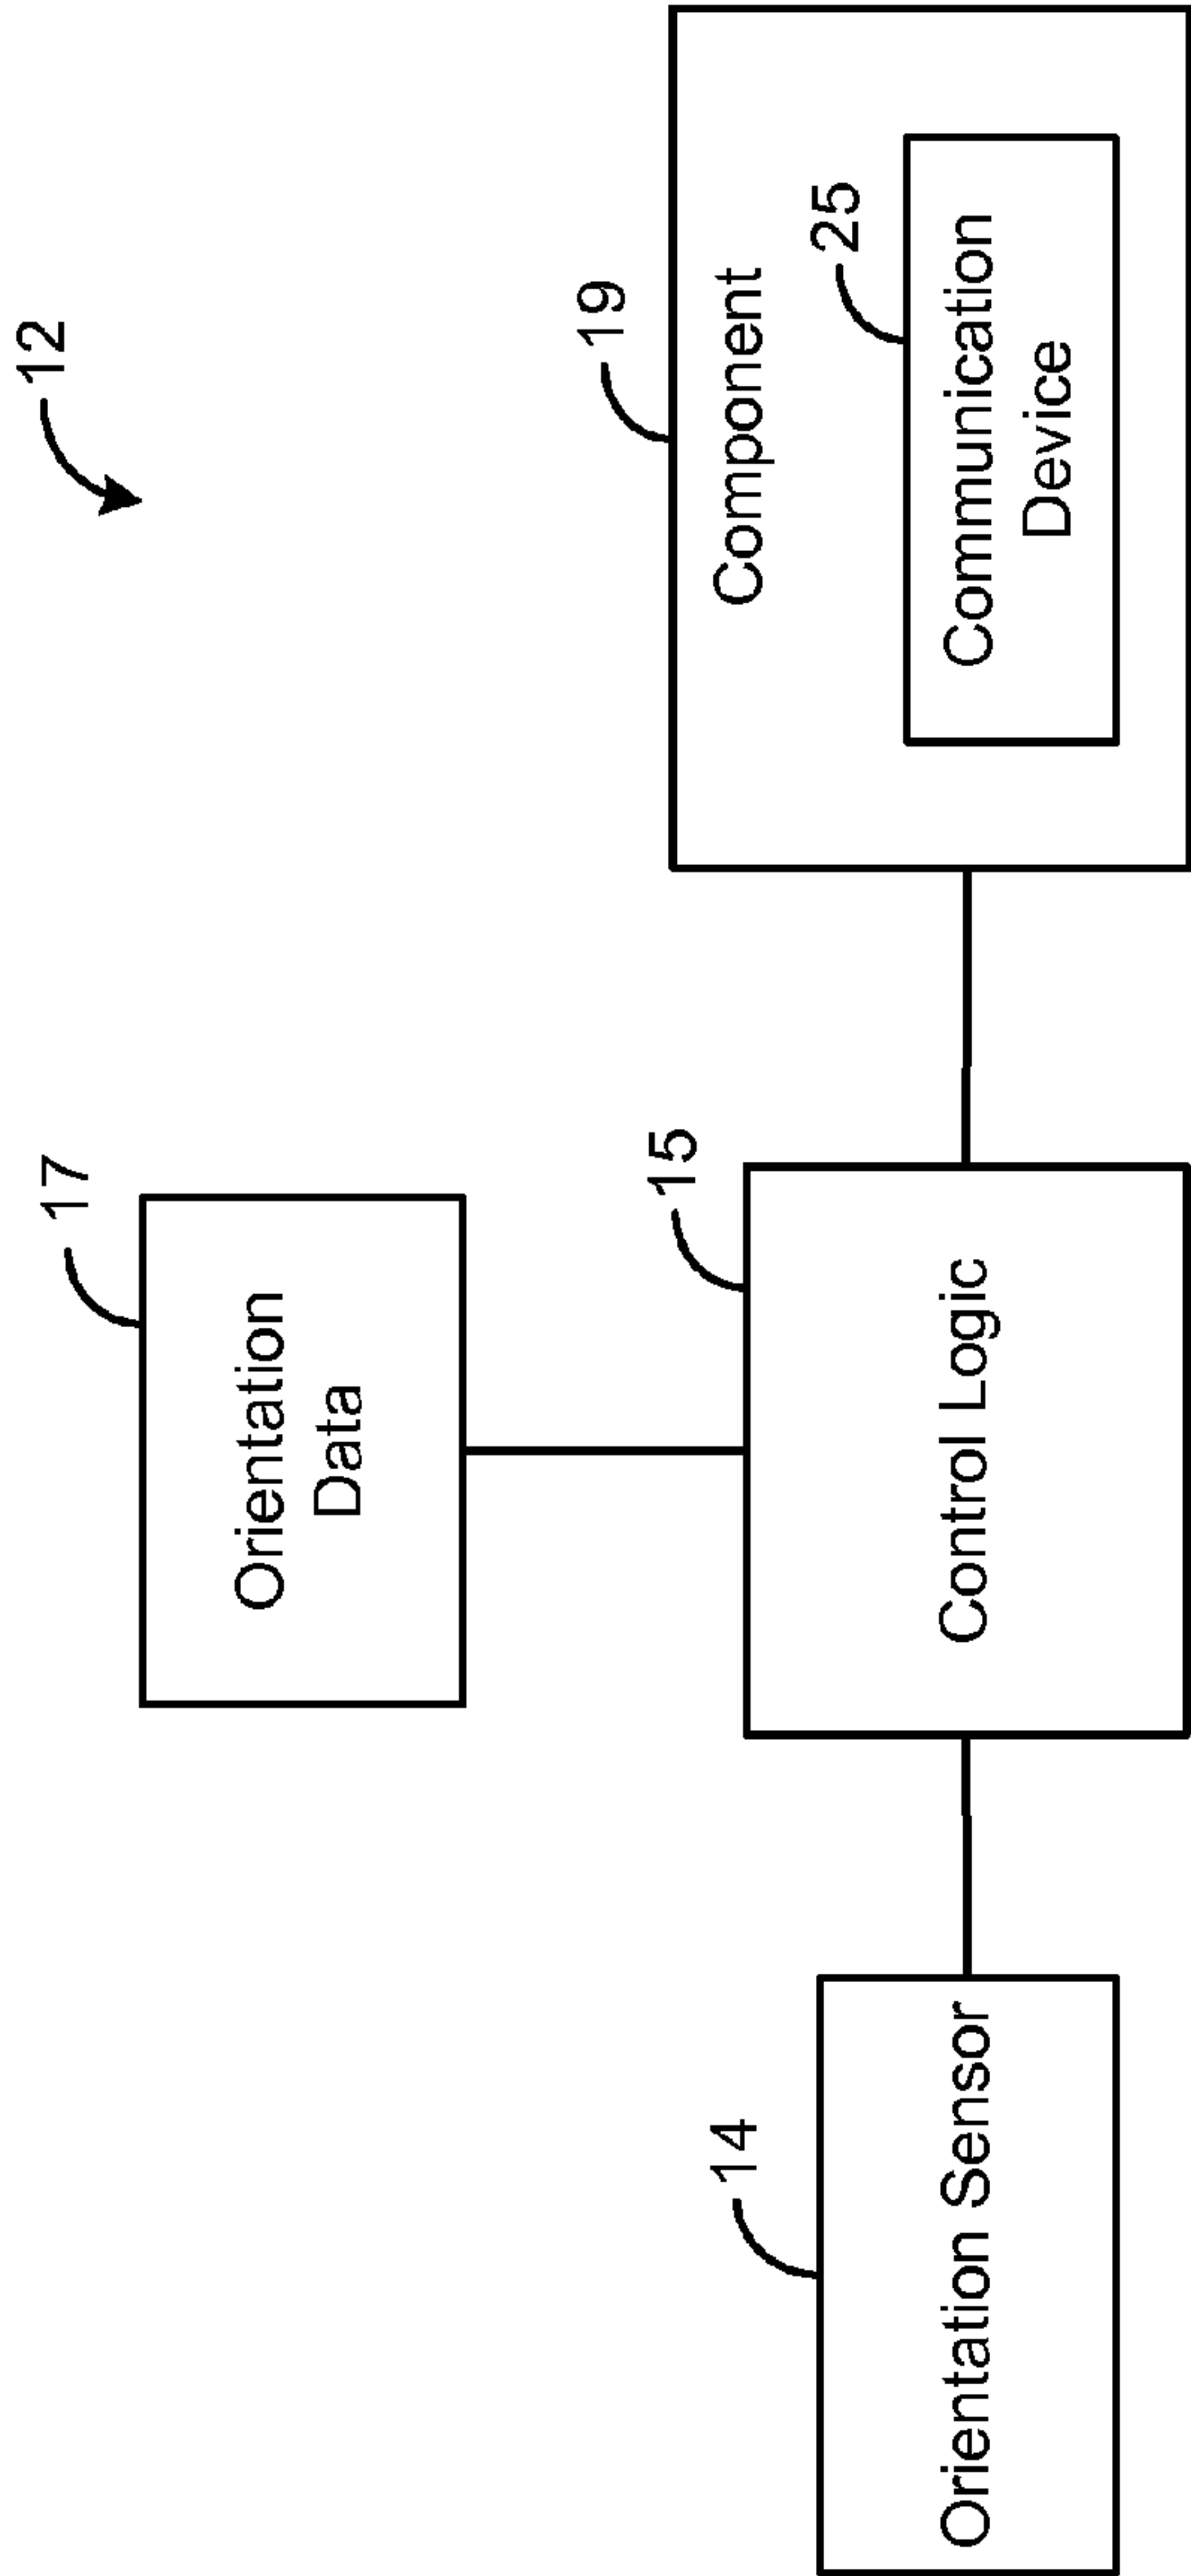 12
17
Orientation
Data
14
Orientation Sensor
15
Control Logic
19
Component
25
Communication
Device